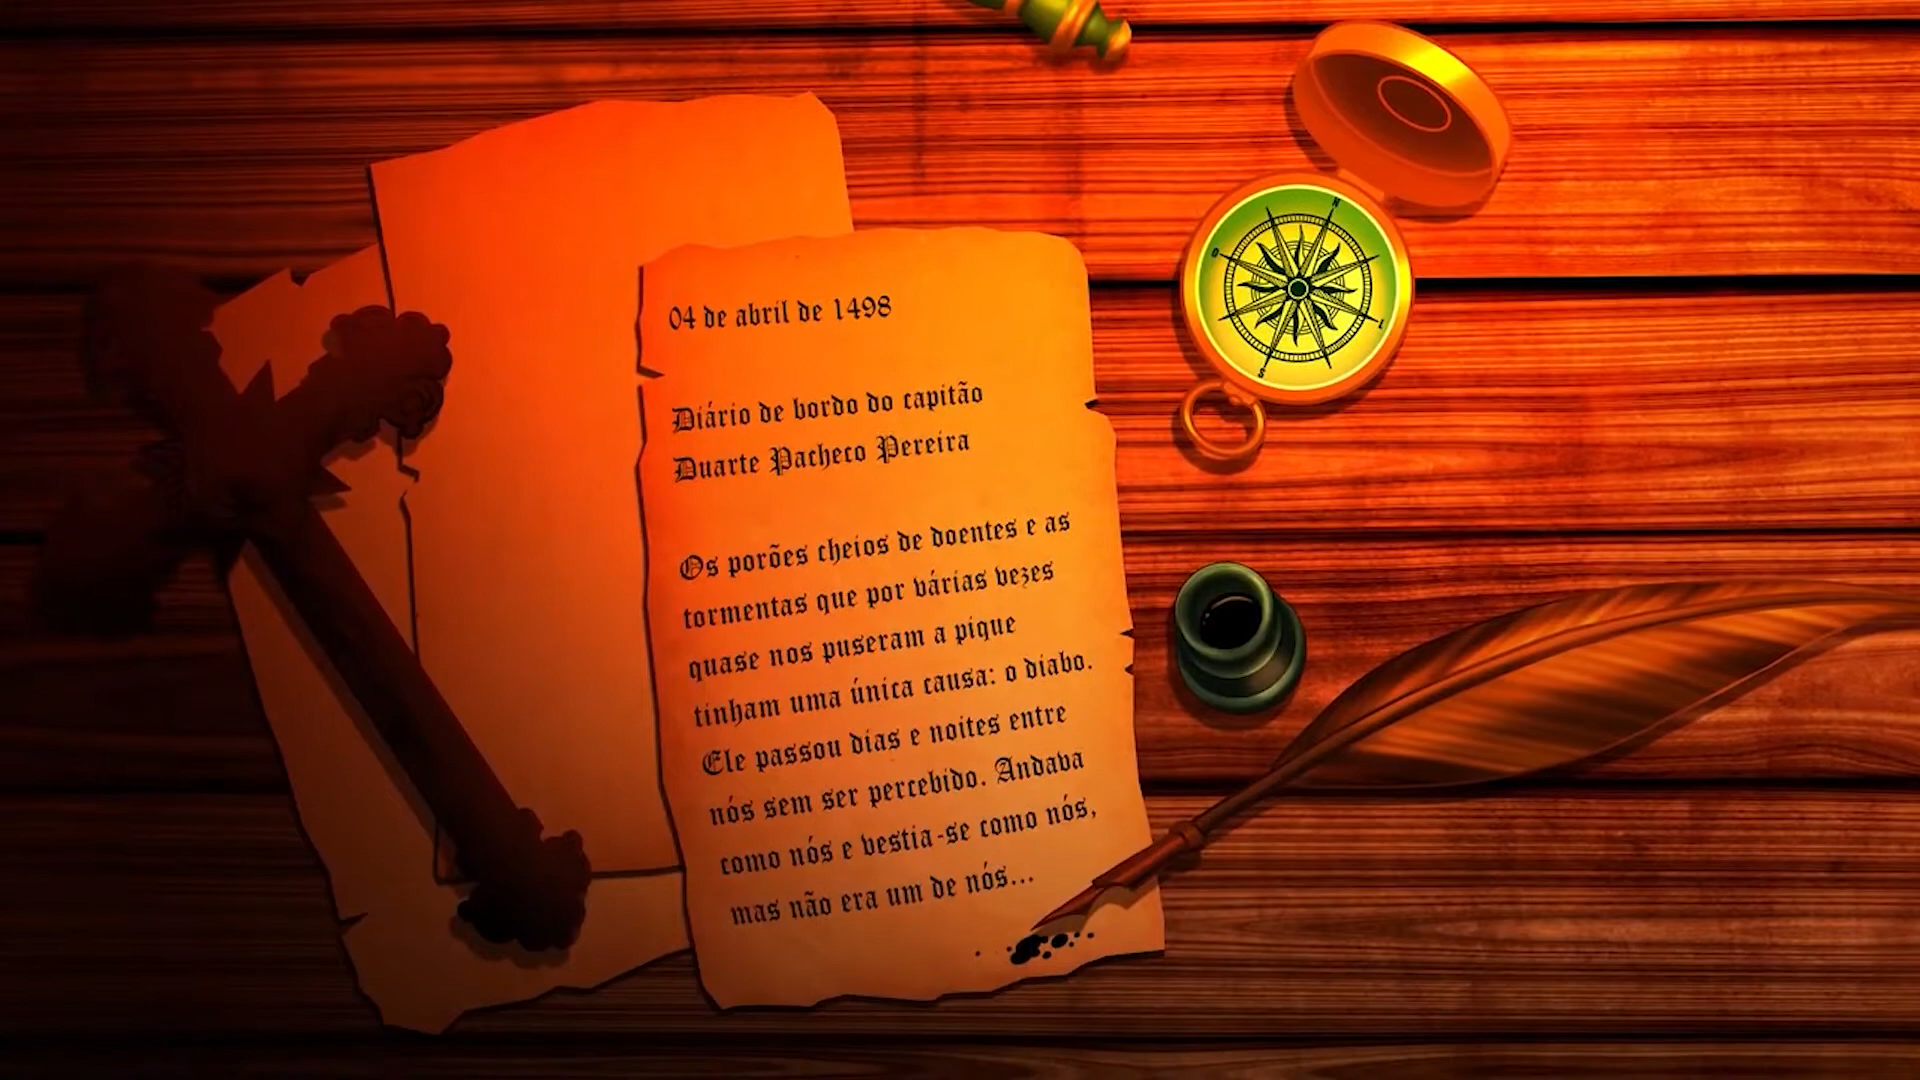 04 de abril de 1498
Diário de bordo do capitão
Duarte Pacheco Pereira
Os porões cheios de doentes e as
tormentas que por várias vezes
quase nos puseram a pique
tinham uma única causa: o diabo.
Ele passou dias e noites entre
nós sem ser percebido. Andava
como nós e vestia-se como nós,
mas não era um de nós...
N
O
L
S